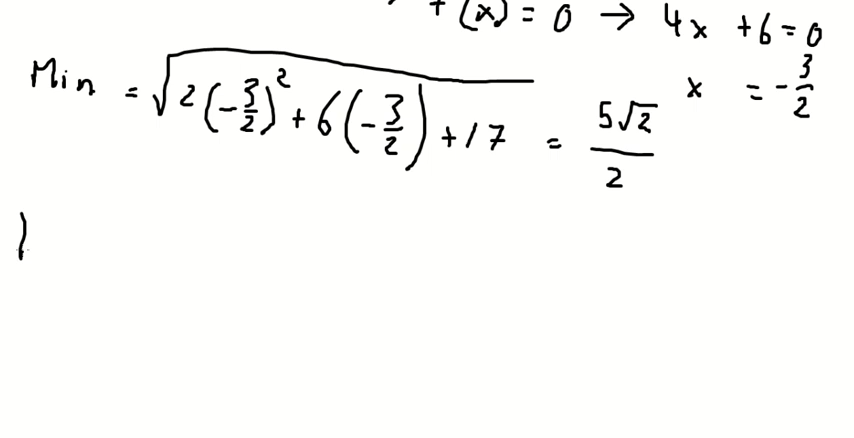 +(x) = 0 → 4x + 6 = 0
x = -3/2
Min = √(2(-3/2)² + 6(-3/2) + 17) = 5√2/2